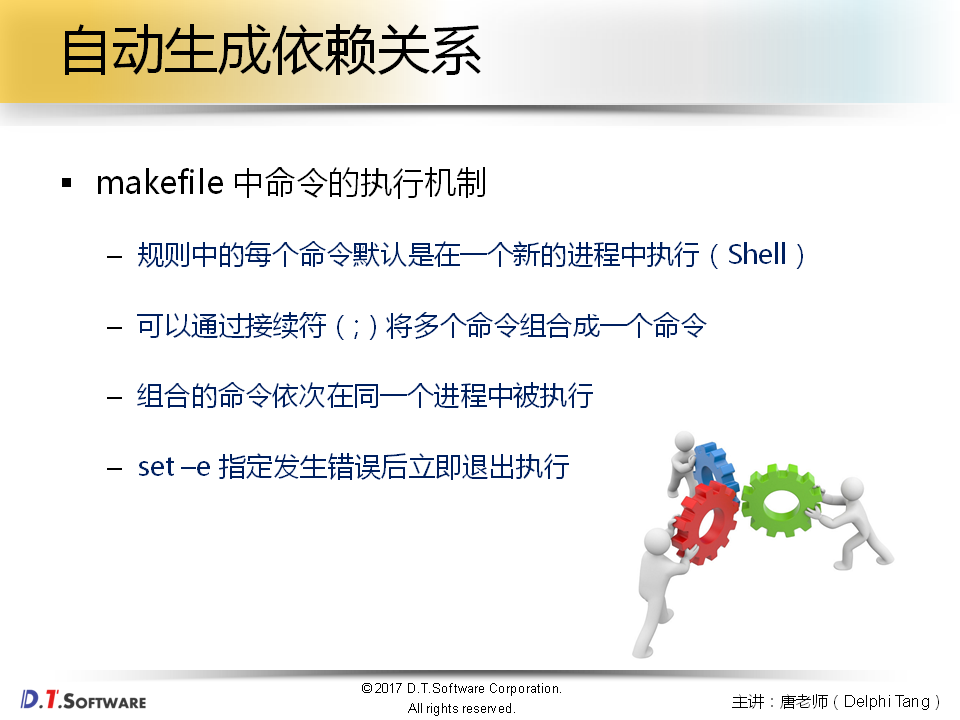 自动生成依赖关系
▪ makefile 中命令的执行机制
– 规则中的每个命令默认是在一个新的进程中执行（Shell）
– 可以通过接续符（;）将多个命令组合成一个命令
– 组合的命令依次在同一个进程中被执行
– set –e 指定发生错误后立即退出执行
D.T.SOFTWARE
©2017 D.T.Software Corporation.
All rights reserved.
主讲：唐老师（Delphi Tang）